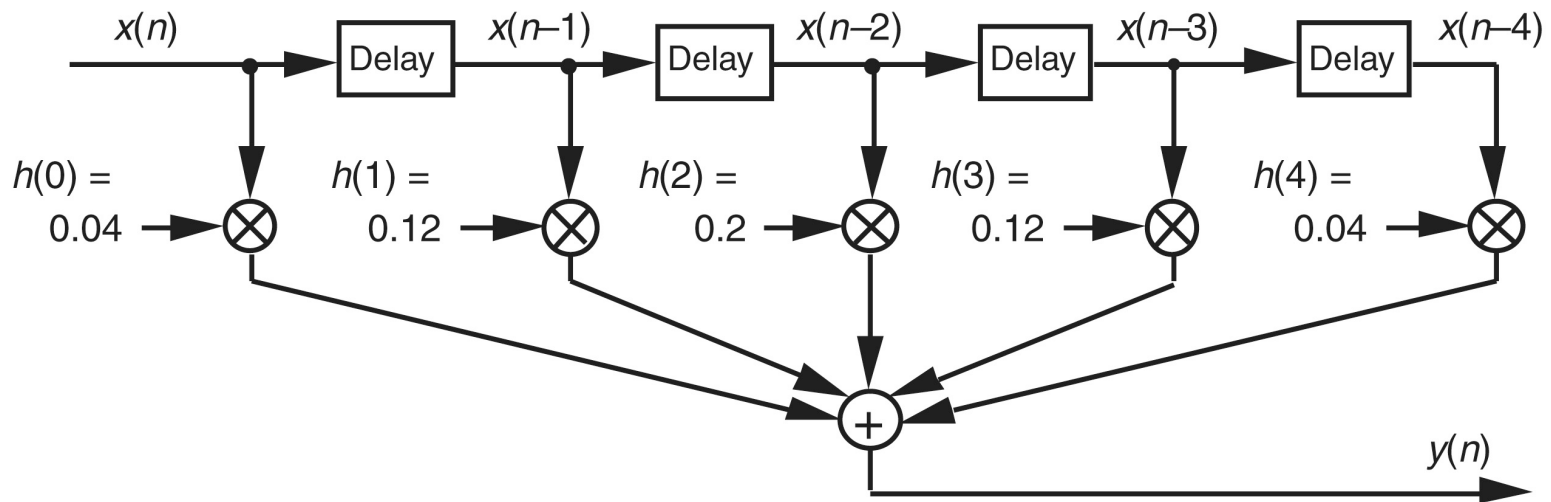 x(n) x(n–1) x(n–2) x(n–3) x(n–4)
Delay Delay Delay Delay
h(0) = h(1) = h(2) = h(3) = h(4) =
0.04 0.12 0.2 0.12 0.04
+
y(n)